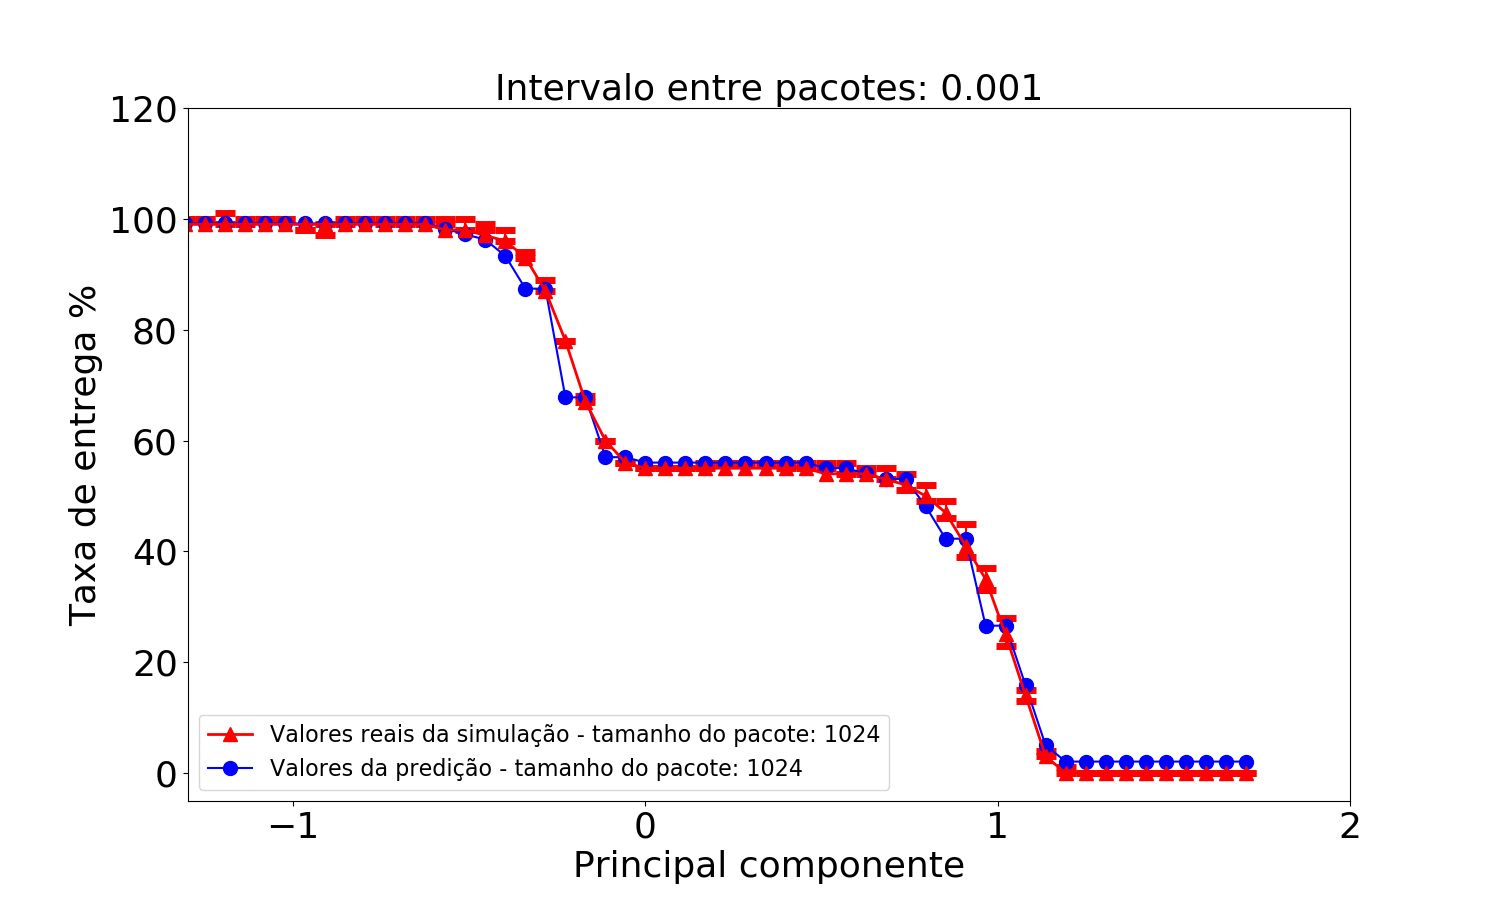 Intervalo entre pacotes: 0.001
120
100
80
60
40
20
0
Taxa de entrega %
Valores reais da simulação - tamanho do pacote: 1024
Valores da predição - tamanho do pacote: 1024
−1 0 1 2
Principal componente